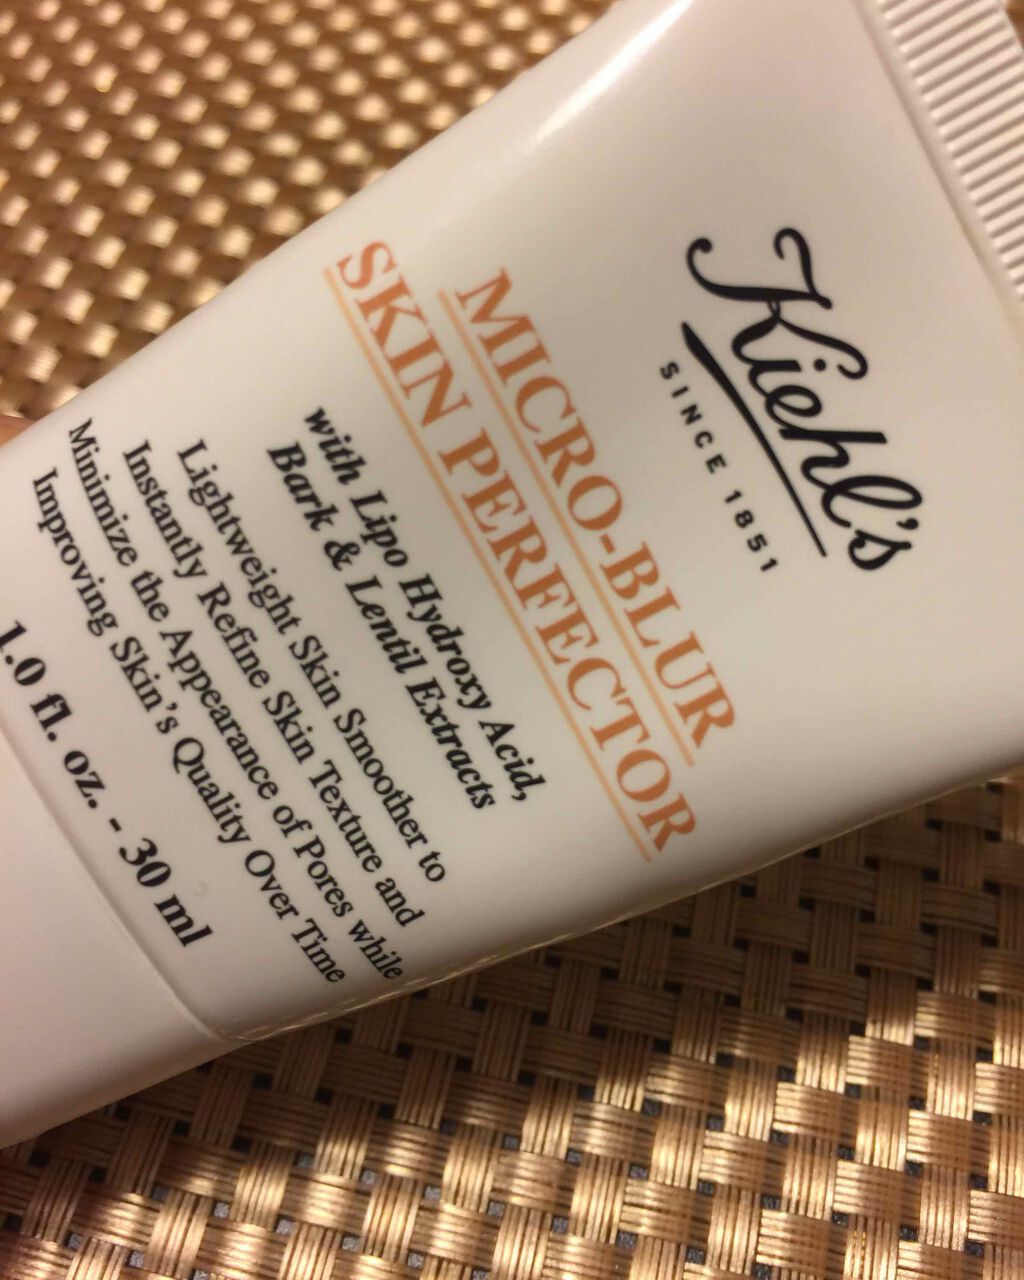 Kiehl's
SINCE 1851
MICRO-BLUR
SKIN PERFECTOR
with Lipo Hydroxy Acid,
Bark & Lentil Extracts
Lightweight Skin Smoother to
Instantly Refine Skin Texture and
Minimize the Appearance of Pores while
Improving Skin's Quality Over Time
1.0 fl. oz. - 30 ml